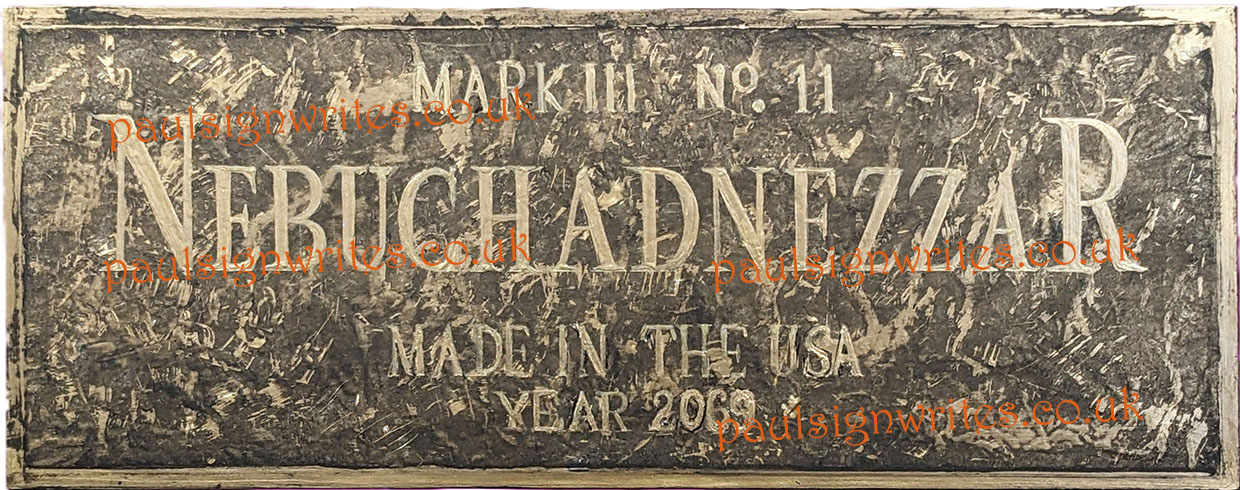 MARK III No 11
paulsignwrites.co.uk
NEBUCHADNEZZAR
paulsignwrites.co.uk paulsignwrites.co.uk
MADE IN THE USA
YEAR 2069
paulsignwrites.co.uk